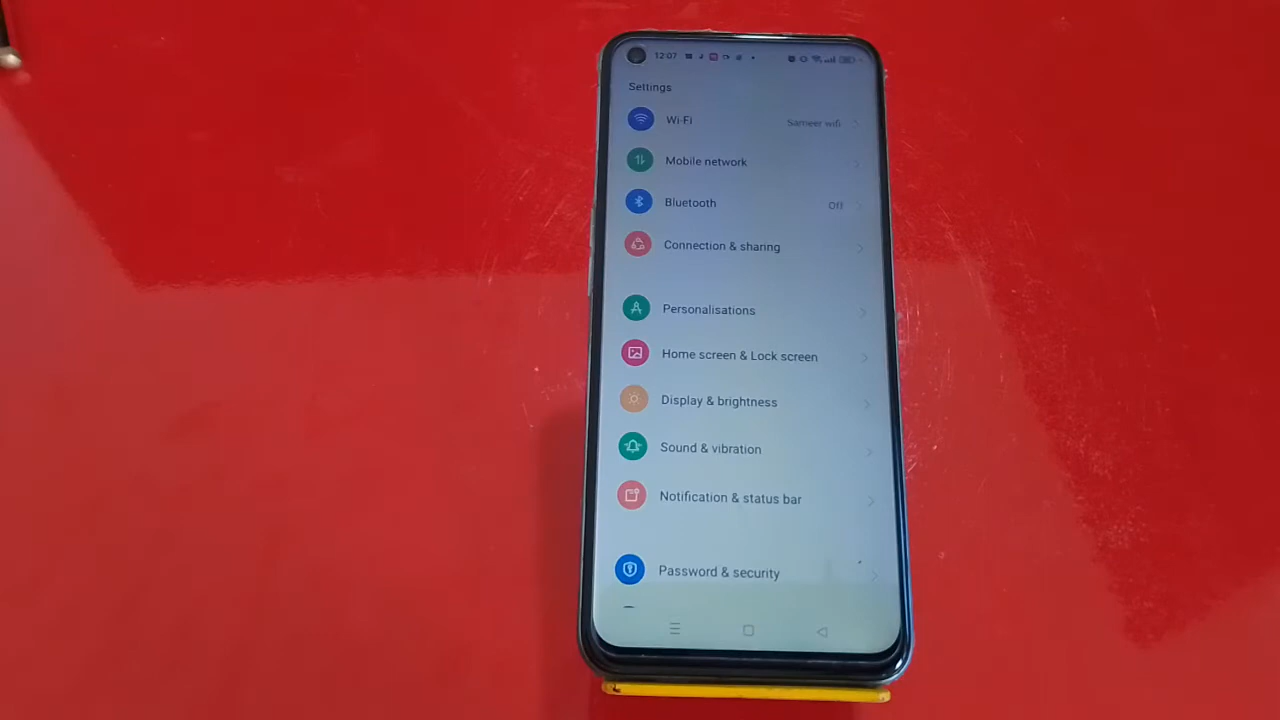 12:07
Settings
Wi-Fi
Sameer wifi
Mobile network
Bluetooth
Off
Connection & sharing
Personalisations
Home screen & Lock screen
Display & brightness
Sound & vibration
Notification & status bar
Password & security